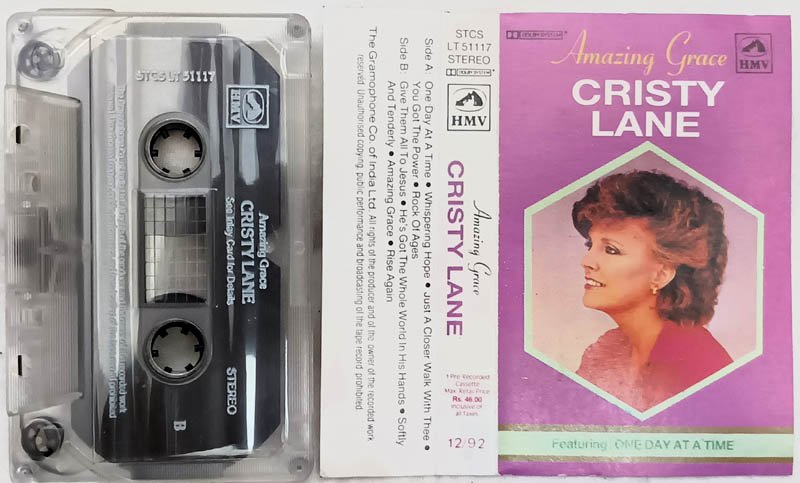 STCS LT 51117
HMV
Amazing Grace
CRISTY LANE
See Inlay Card for Details
STEREO
B
STCS
LT 51117
STEREO
DOLBY SYSTEM
HMV
Amazing Grace
CRISTY LANE
1 Pre Recorded
Cassette
Max. Retail Price
Rs. 46.00
Inclusive of
all Taxes
12/92
Side A: One Day At A Time • Whispering Hope • Just A Closer Walk With Thee •
You Got The Power • Rock Of Ages
Side B: Give Them All To Jesus • He's Got The Whole World In His Hands • Softly
And Tenderly • Amazing Grace • Rise Again
The Gramophone Co. of India Ltd. All rights of the producer and of the owner of the recorded work
reserved. Unauthorised copying, public performance and broadcasting of the tape record prohibited.
DOLBY SYSTEM
Amazing Grace
HMV
CRISTY
LANE
Featuring: ONE DAY AT A TIME